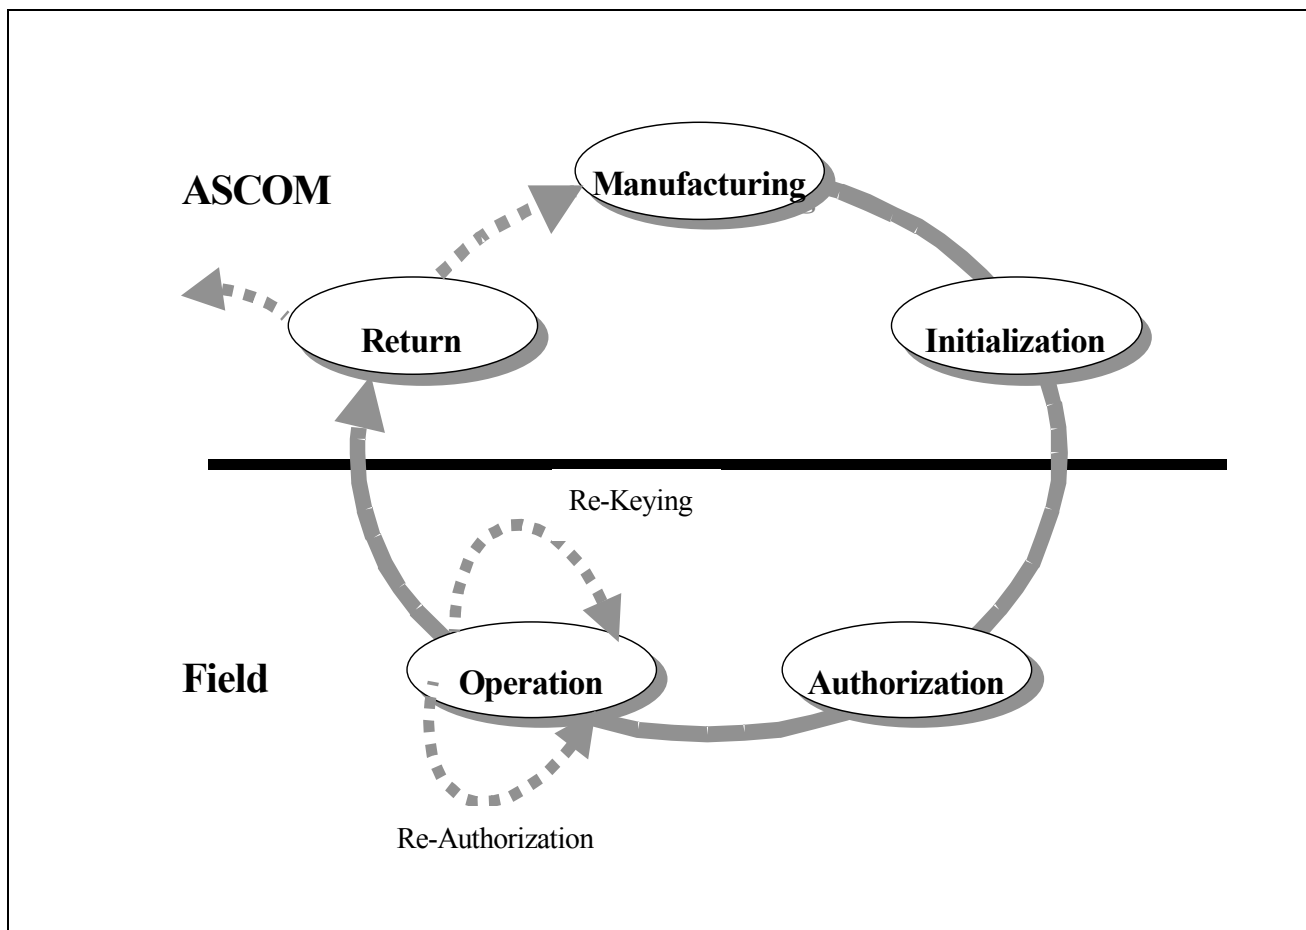 Manufacturing
ASCOM
Return
Initialization
Re-Keying
Field
Operation
Authorization
Re-Authorization